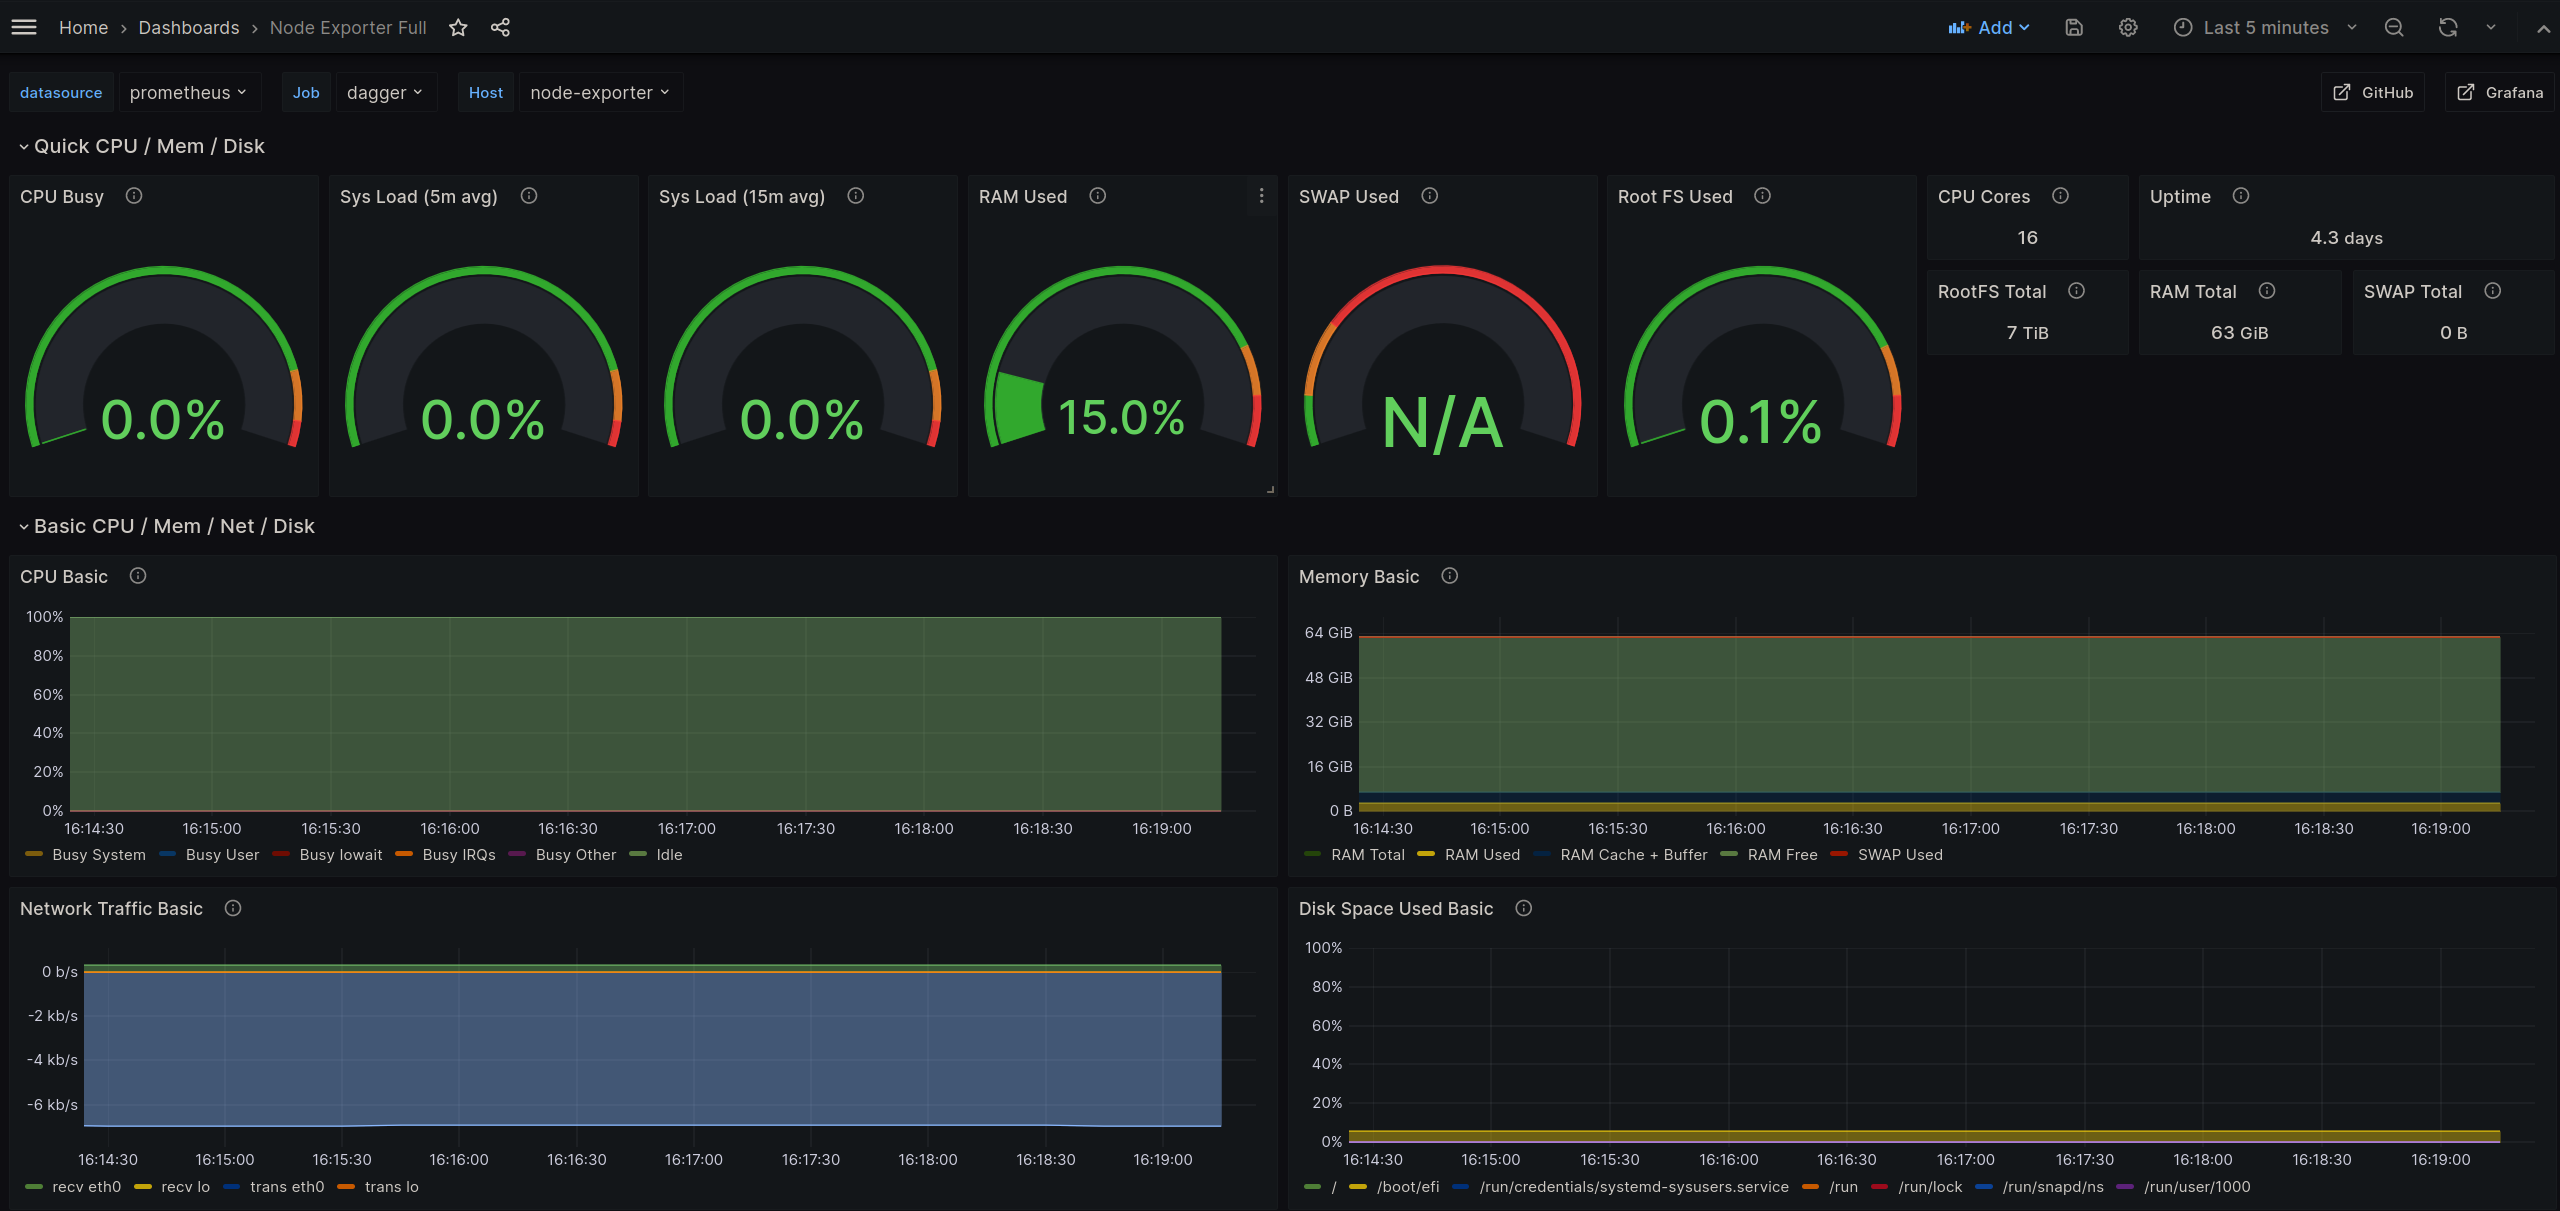 Home › Dashboards › Node Exporter Full Add Last 5 minutes
datasource prometheus Job dagger Host node-exporter GitHub Grafana
Quick CPU / Mem / Disk
CPU Busy Sys Load (5m avg) Sys Load (15m avg) RAM Used SWAP Used Root FS Used CPU Cores Uptime
16 4.3 days
RootFS Total RAM Total SWAP Total
7 TiB 63 GiB 0 B
0.0% 0.0% 0.0% 15.0% N/A 0.1%
Basic CPU / Mem / Net / Disk
CPU Basic
100%
80%
60%
40%
20%
0%
16:14:30 16:15:00 16:15:30 16:16:00 16:16:30 16:17:00 16:17:30 16:18:00 16:18:30 16:19:00
Busy System Busy User Busy Iowait Busy IRQs Busy Other Idle
Memory Basic
64 GiB
48 GiB
32 GiB
16 GiB
0 B
16:14:30 16:15:00 16:15:30 16:16:00 16:16:30 16:17:00 16:17:30 16:18:00 16:18:30 16:19:00
RAM Total RAM Used RAM Cache + Buffer RAM Free SWAP Used
Network Traffic Basic
0 b/s
-2 kb/s
-4 kb/s
-6 kb/s
16:14:30 16:15:00 16:15:30 16:16:00 16:16:30 16:17:00 16:17:30 16:18:00 16:18:30 16:19:00
recv eth0 recv lo trans eth0 trans lo
Disk Space Used Basic
100%
80%
60%
40%
20%
0%
16:14:30 16:15:00 16:15:30 16:16:00 16:16:30 16:17:00 16:17:30 16:18:00 16:18:30 16:19:00
/ /boot/efi /run/credentials/systemd-sysusers.service /run /run/lock /run/snapd/ns /run/user/1000